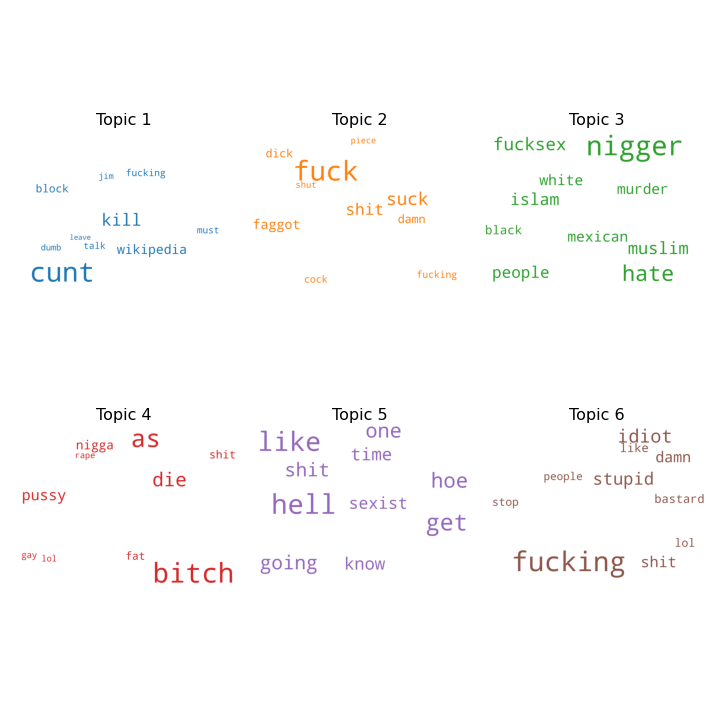 Topic 1
jim fucking
block
kill
must
leave
dumb talk wikipedia
cunt
Topic 2
piece
dick
fuck
shut
suck
shit
damn
faggot
fucking
cock
Topic 3
fucksex nigger
white
murder
islam
black
mexican
muslim
people hate
Topic 4
as
nigga
rape
shit
die
pussy
gay lol
fat
bitch
Topic 5
one
like
time
shit
hoe
hell sexist
get
going know
Topic 6
idiot
like
damn
people stupid
stop
bastard
lol
fucking shit